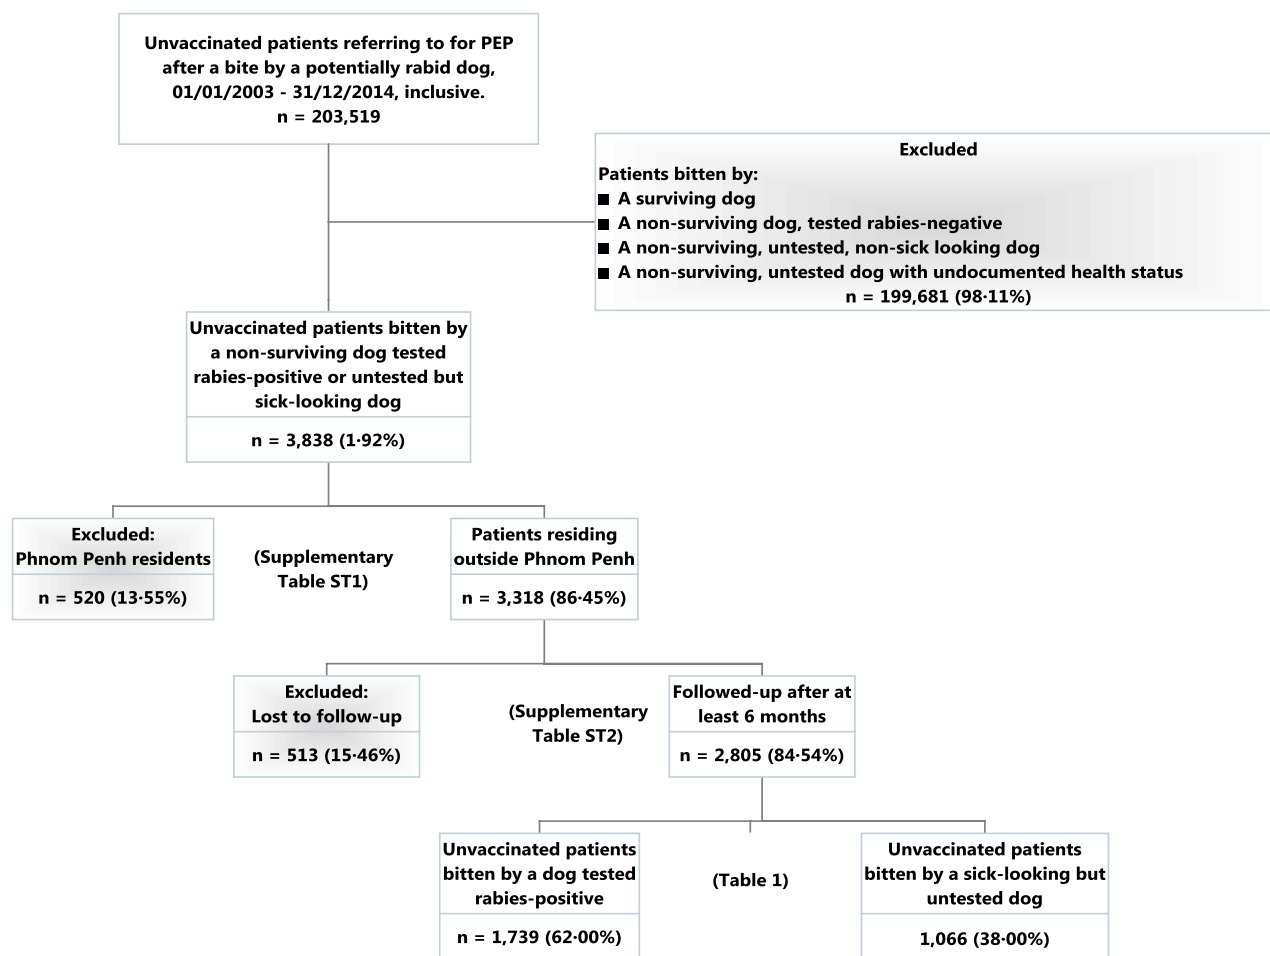 Unvaccinated patients referring to for PEP
after a bite by a potentially rabid dog,
01/01/2003 - 31/12/2014, inclusive.
n = 203,519
Excluded
Patients bitten by:
■ A surviving dog
■ A non-surviving dog, tested rabies-negative
■ A non-surviving, untested, non-sick looking dog
■ A non-surviving, untested dog with undocumented health status
n = 199,681 (98·11%)
Unvaccinated patients bitten by
a non-surviving dog tested
rabies-positive or untested but
sick-looking dog
n = 3,838 (1·92%)
Excluded:
Phnom Penh residents
n = 520 (13·55%)
(Supplementary
Table ST1)
Patients residing
outside Phnom Penh
n = 3,318 (86·45%)
Excluded:
Lost to follow-up
n = 513 (15·46%)
(Supplementary
Table ST2)
Followed-up after at
least 6 months
n = 2,805 (84·54%)
Unvaccinated patients
bitten by a dog tested
rabies-positive
n = 1,739 (62·00%)
(Table 1)
Unvaccinated patients
bitten by a sick-looking but
untested dog
1,066 (38·00%)